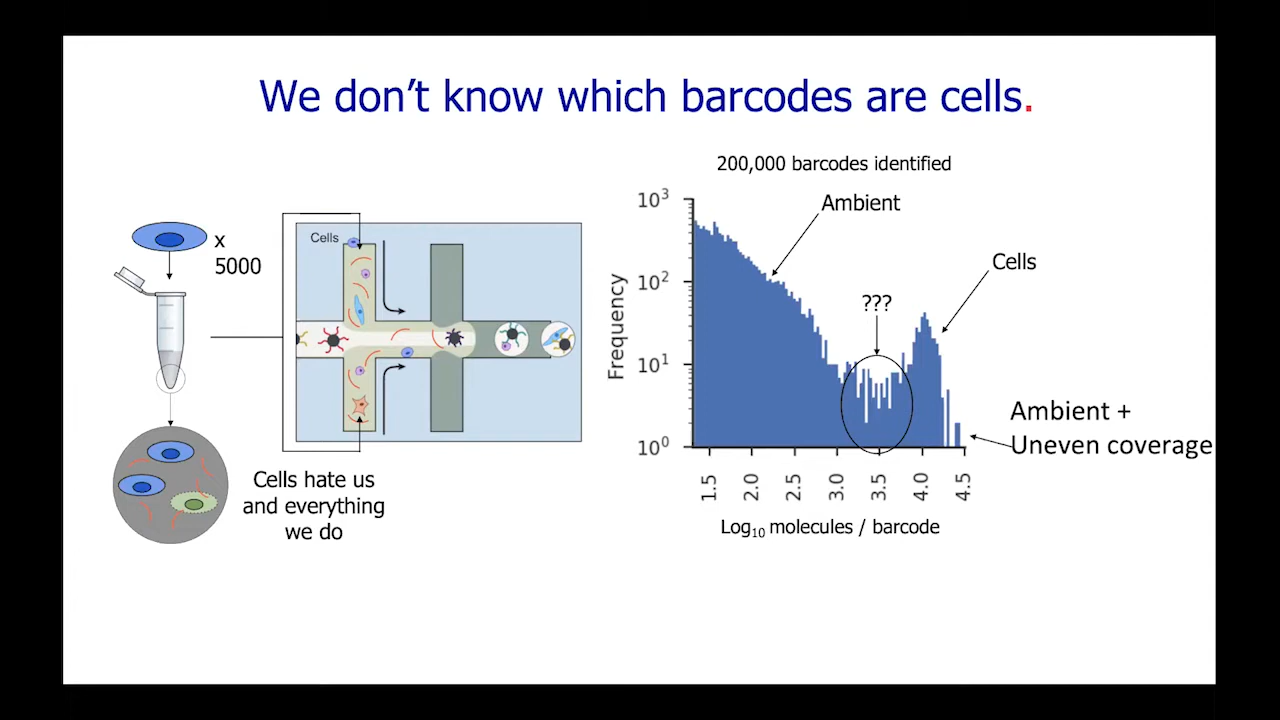 We don't know which barcodes are cells.
x
5000
Cells
Cells hate us
and everything
we do
200,000 barcodes identified
Ambient
Cells
???
Ambient +
Uneven coverage
Frequency
10³
10²
10¹
10⁰
1.5
2.0
2.5
3.0
3.5
4.0
4.5
Log₁₀ molecules / barcode